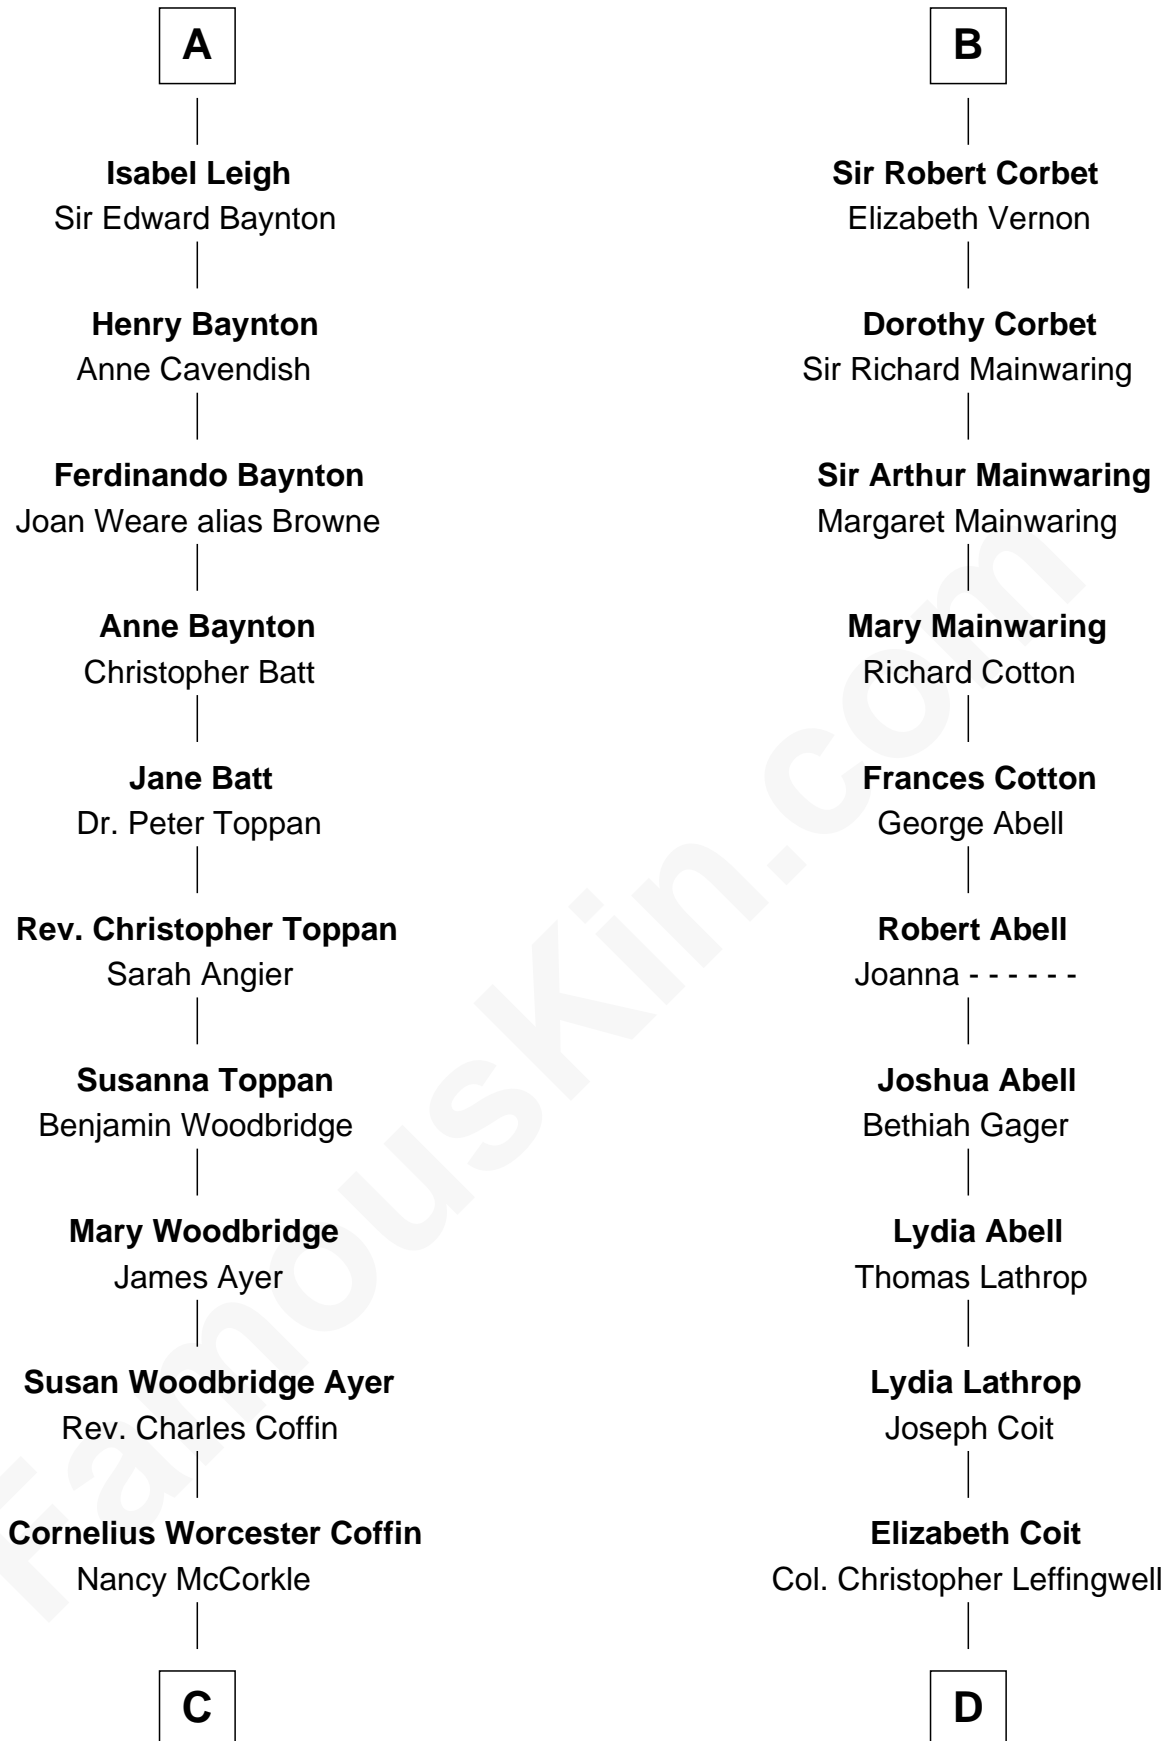 A
Isabel Leigh
Sir Edward Baynton
Henry Baynton
Anne Cavendish
Ferdinando Baynton
Joan Weare alias Browne
Anne Baynton
Christopher Batt
Jane Batt
Dr. Peter Toppan
Rev. Christopher Toppan
Sarah Angier
Susanna Toppan
Benjamin Woodbridge
Mary Woodbridge
James Ayer
Susan Woodbridge Ayer
Rev. Charles Coffin
Cornelius Worcester Coffin
Nancy McCorkle
C
B
Sir Robert Corbet
Elizabeth Vernon
Dorothy Corbet
Sir Richard Mainwaring
Sir Arthur Mainwaring
Margaret Mainwaring
Mary Mainwaring
Richard Cotton
Frances Cotton
George Abell
Robert Abell
Joanna - - - - - -
Joshua Abell
Bethiah Gager
Lydia Abell
Thomas Lathrop
Lydia Lathrop
Joseph Coit
Elizabeth Coit
Col. Christopher Leffingwell
D
FamousKin.com